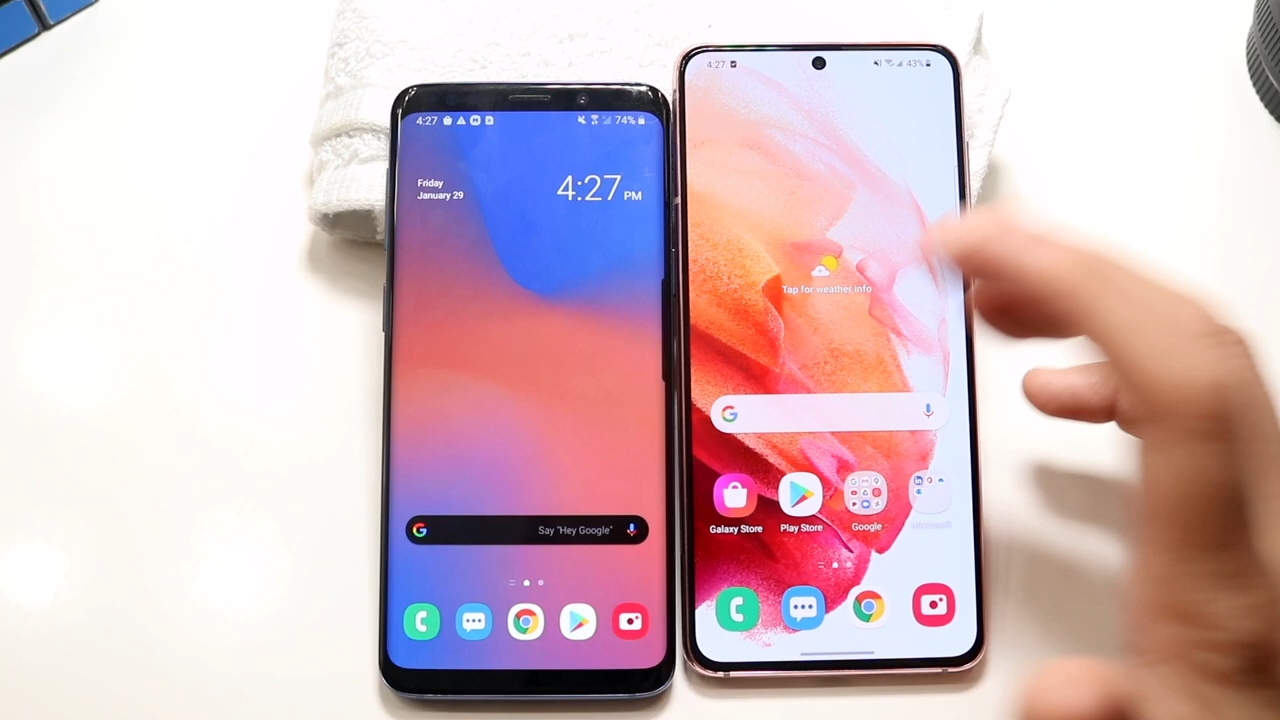 4:27
74%
Friday
January 29
4:27 PM
Say "Hey Google"
4:27
43%
Tap for weather info
Galaxy Store
Play Store
Google
Microsoft